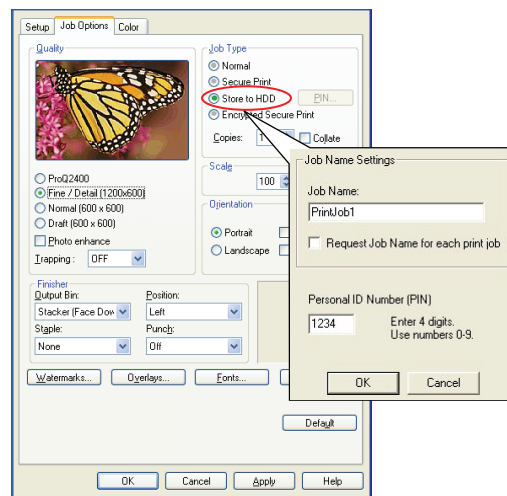 Setup Job Options Color
Quality
ProQ2400
Fine / Detail (1200x600)
Normal (600 x 600)
Draft (600 x 600)
Photo enhance
Trapping : OFF
Job Type
Normal
Secure Print
Store to HDD PIN...
Encrypted Secure Print
Copies: 1 Collate
Scale
100
Orientation
Portrait
Landscape
Finisher
Output Bin: Position:
Stacker (Face Dow Left
Staple: Punch:
None Off
Watermarks... Overlays... Fonts...
Default
OK Cancel Apply Help
Job Name Settings
Job Name:
PrintJob1
Request Job Name for each print job
Personal ID Number (PIN)
1234 Enter 4 digits.
Use numbers 0-9.
OK Cancel